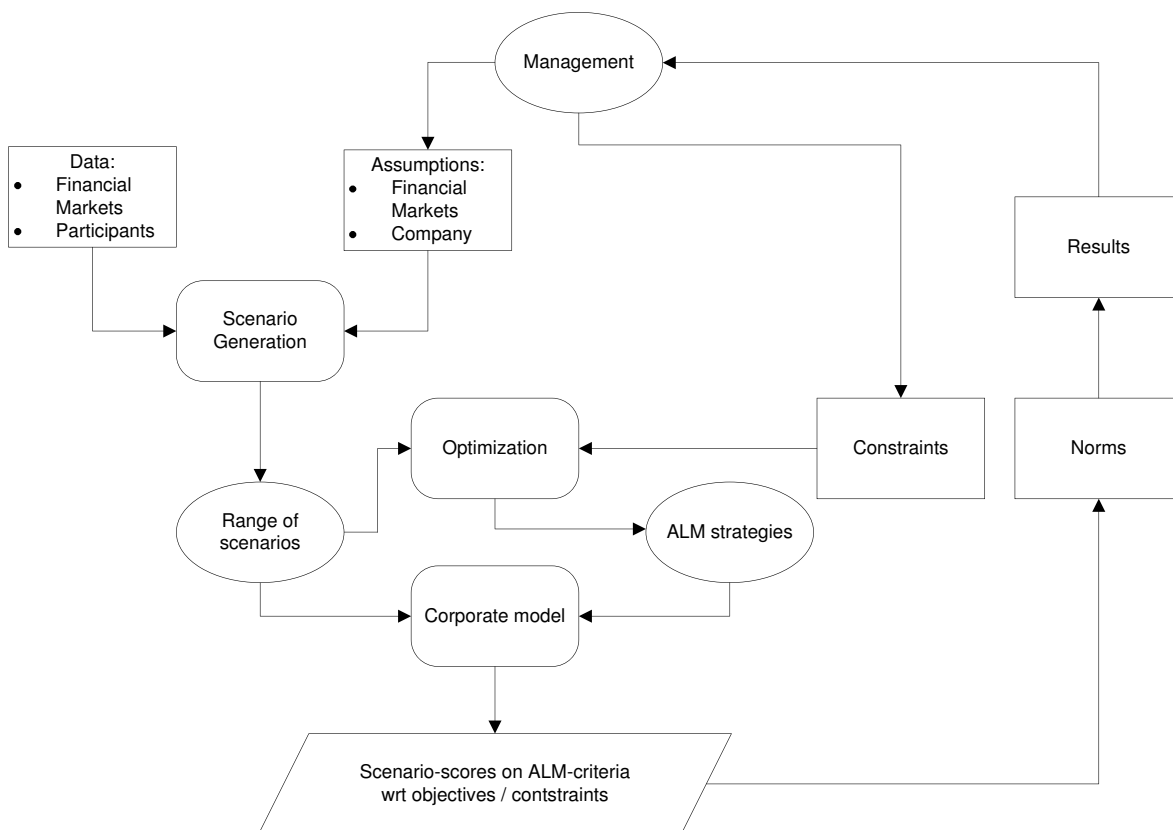 Management
Data:
• Financial
Markets
• Participants
Assumptions:
• Financial
Markets
• Company
Results
Scenario
Generation
Optimization
Constraints
Norms
Range of
scenarios
ALM strategies
Corporate model
Scenario-scores on ALM-criteria
wrt objectives / contstraints